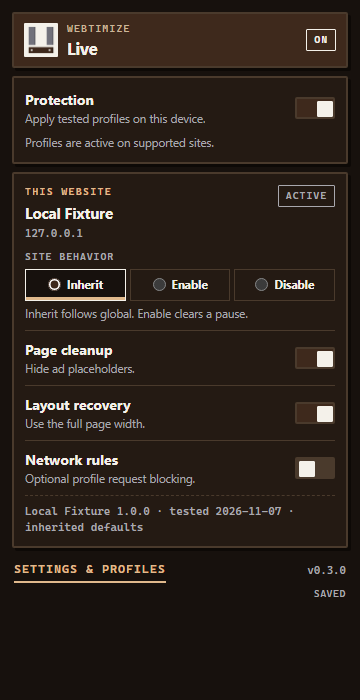 WEBTIMIZE
Live
ON
Protection
Apply tested profiles on this device.
Profiles are active on supported sites.
THIS WEBSITE
ACTIVE
Local Fixture
127.0.0.1
SITE BEHAVIOR
Inherit
Enable
Disable
Inherit follows global. Enable clears a pause.
Page cleanup
Hide ad placeholders.
Layout recovery
Use the full page width.
Network rules
Optional profile request blocking.
Local Fixture 1.0.0 · tested 2026-11-07 ·
inherited defaults
SETTINGS & PROFILES
v0.3.0
SAVED